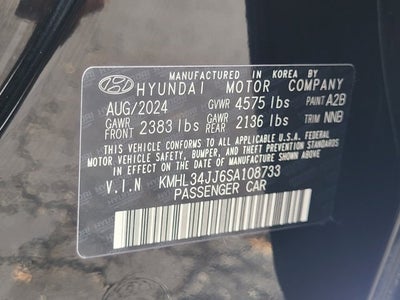 MANUFACTURED IN KOREA BY
HYUNDAI MOTOR COMPANY
AUG/2024 GVWR 4575 lbs PAINT A2B
GAWR FRONT 2383 lbs GAWR REAR 2136 lbs TRIM NNB
THIS VEHICLE CONFORMS TO ALL APPLICABLE U.S.A. FEDERAL
MOTOR VEHICLE SAFETY, BUMPER, AND THEFT PREVENTION
STANDARDS IN EFFECT ON THE DATE OF MANUFACTURE SHOWN ABOVE.
V.I.N KMHL34JJ6SA108733
PASSENGER CAR